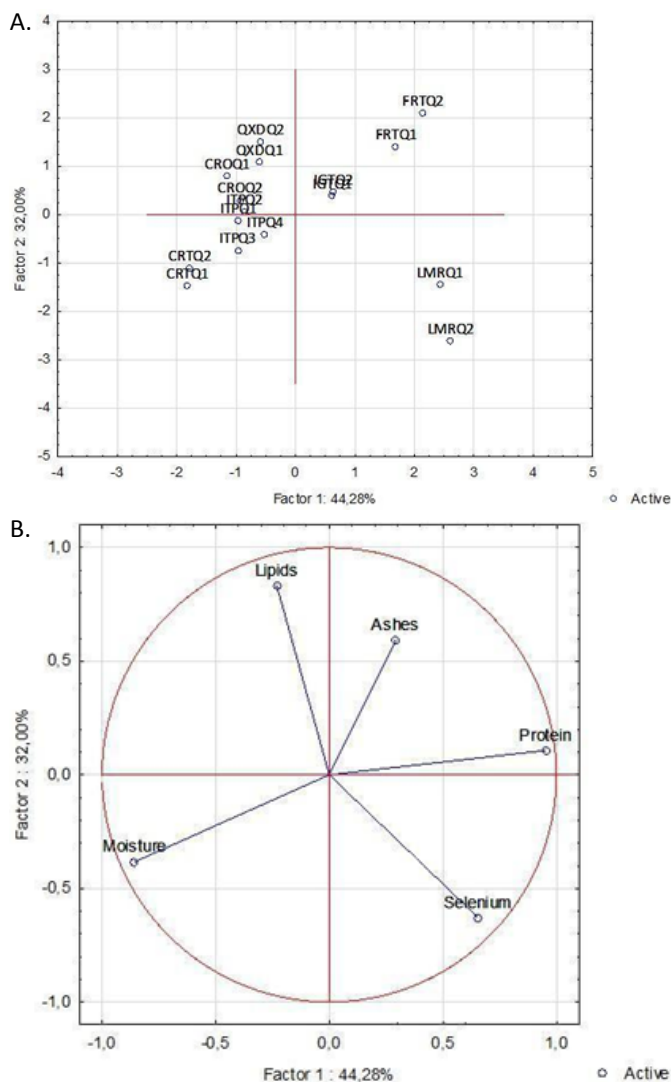 A.
4
3
2
1
0
-1
-2
-3
-4
-5
Factor 2: 32,00%
FRTQ2
FRTQ1
QXDQ2
QXDQ1
CROQ1
IGTQ2
IGTQ1
CROQ2
ITPQ2
ITPQ1
ITPQ4
ITPQ3
CRTQ2
CRTQ1
LMRQ1
LMRQ2
-4 -3 -2 -1 0 1 2 3 4 5
Factor 1: 44,28%
Active
B.
1,0
0,5
0,0
-0,5
-1,0
Factor 2 : 32,00%
Lipids
Ashes
Protein
Moisture
Selenium
-1,0 -0,5 0,0 0,5 1,0
Factor 1 : 44,28%
Active